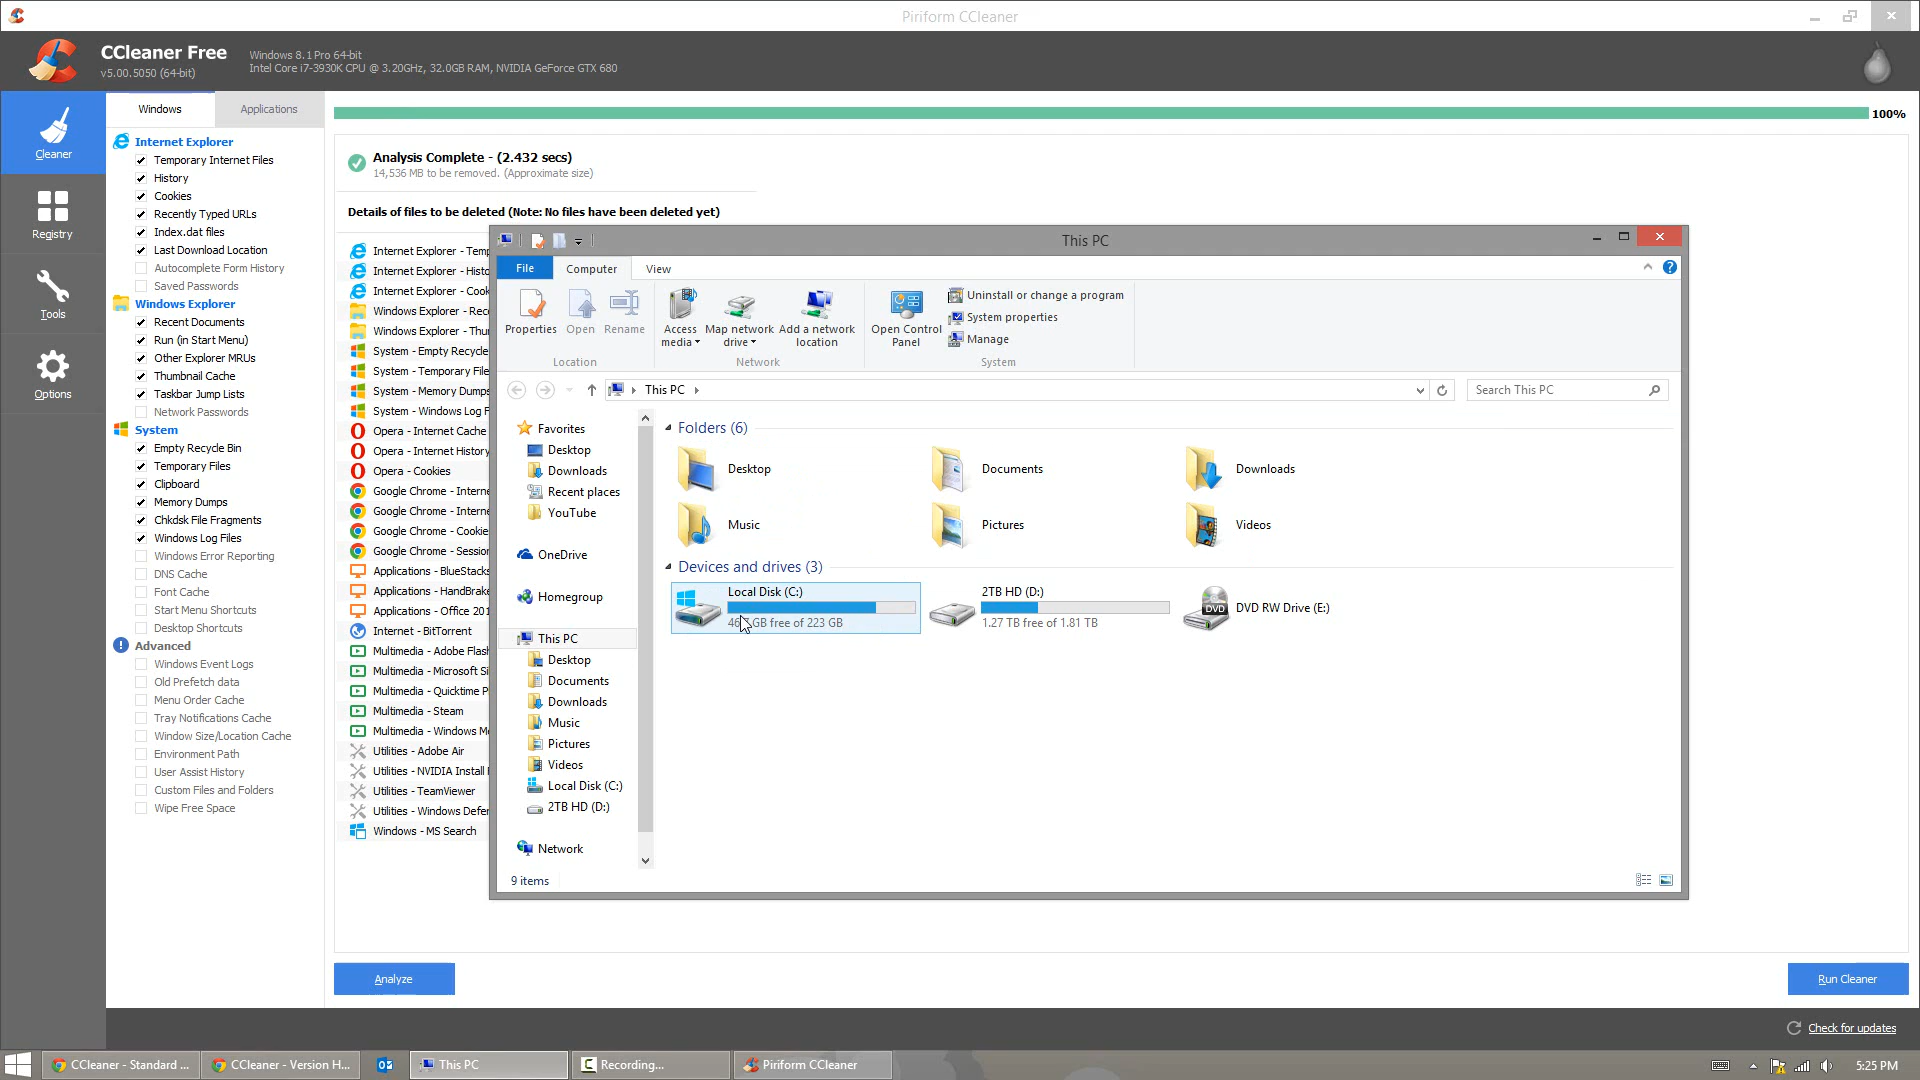 Piriform CCleaner
CCleaner Free
v5.00.5050 (64-bit)
Windows 8.1 Pro 64-bit
Intel Core i7-3930K CPU @ 3.20GHz, 32.0GB RAM, NVIDIA GeForce GTX 680
Cleaner
Registry
Tools
Options
Windows
Applications
Internet Explorer
Temporary Internet Files
History
Cookies
Recently Typed URLs
Index.dat files
Last Download Location
Autocomplete Form History
Saved Passwords
Windows Explorer
Recent Documents
Run (in Start Menu)
Other Explorer MRUs
Thumbnail Cache
Taskbar Jump Lists
Network Passwords
System
Empty Recycle Bin
Temporary Files
Clipboard
Memory Dumps
Chkdsk File Fragments
Windows Log Files
Windows Error Reporting
DNS Cache
Font Cache
Start Menu Shortcuts
Desktop Shortcuts
Advanced
Windows Event Logs
Old Prefetch data
Menu Order Cache
Tray Notifications Cache
Window Size/Location Cache
Environment Path
User Assist History
Custom Files and Folders
Wipe Free Space
100%
Analysis Complete - (2.432 secs)
14,536 MB to be removed. (Approximate size)
Details of files to be deleted (Note: No files have been deleted yet)
Internet Explorer - Temp
Internet Explorer - Histo
Internet Explorer - Cook
Windows Explorer - Rec
Windows Explorer - Thu
System - Empty Recycle
System - Temporary File
System - Memory Dumps
System - Windows Log F
Opera - Internet Cache
Opera - Internet History
Opera - Cookies
Google Chrome - Interne
Google Chrome - Interne
Google Chrome - Cookie
Google Chrome - Session
Applications - BlueStacks
Applications - HandBrake
Applications - Office 201
Internet - BitTorrent
Multimedia - Adobe Flash
Multimedia - Microsoft Si
Multimedia - Quicktime P
Multimedia - Steam
Multimedia - Windows Me
Utilities - Adobe Air
Utilities - NVIDIA Install
Utilities - TeamViewer
Utilities - Windows Defen
Windows - MS Search
This PC
File
Computer
View
Properties
Open
Rename
Location
Access media
Map network drive
Add a network location
Network
Open Control Panel
Uninstall or change a program
System properties
Manage
System
This PC
Search This PC
Favorites
Desktop
Downloads
Recent places
YouTube
OneDrive
Homegroup
This PC
Desktop
Documents
Downloads
Music
Pictures
Videos
Local Disk (C:)
2TB HD (D:)
Network
Folders (6)
Desktop
Documents
Downloads
Music
Pictures
Videos
Devices and drives (3)
Local Disk (C:)
GB free of 223 GB
2TB HD (D:)
1.27 TB free of 1.81 TB
DVD
DVD RW Drive (E:)
9 items
Analyze
Run Cleaner
Check for updates
CCleaner - Standard ...
CCleaner - Version H...
This PC
Recording...
Piriform CCleaner
5:25 PM